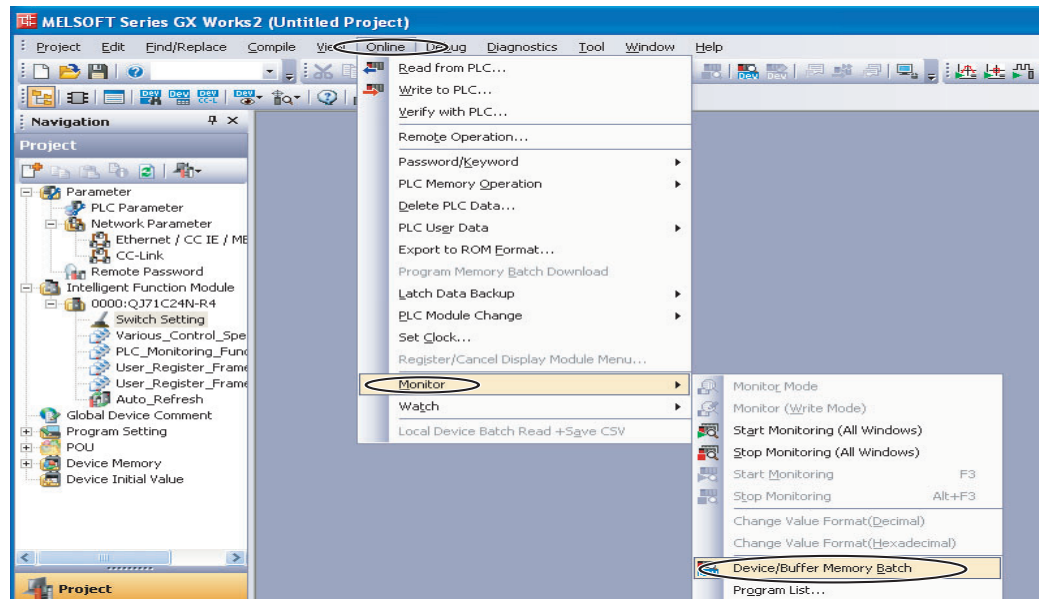 MELSOFT Series GX Works2 (Untitled Project)
Project Edit Find/Replace Compile View Online Debug Diagnostics Tool Window Help
Navigation
Project
Parameter
PLC Parameter
Network Parameter
Ethernet / CC IE / ME
CC-Link
Remote Password
Intelligent Function Module
0000:QJ71C24N-R4
Switch Setting
Various_Control_Spe
PLC_Monitoring_Func
User_Register_Frame
User_Register_Frame
Auto_Refresh
Global Device Comment
Program Setting
POU
Device Memory
Device Initial Value
Project
Read from PLC...
Write to PLC...
Verify with PLC...
Remote Operation...
Password/Keyword
PLC Memory Operation
Delete PLC Data...
PLC User Data
Export to ROM Format...
Program Memory Batch Download
Latch Data Backup
PLC Module Change
Set Clock...
Register/Cancel Display Module Menu...
Monitor
Watch
Local Device Batch Read +Save CSV
Monitor Mode
Monitor (Write Mode)
Start Monitoring (All Windows)
Stop Monitoring (All Windows)
Start Monitoring F3
Stop Monitoring Alt+F3
Change Value Format(Decimal)
Change Value Format(Hexadecimal)
Device/Buffer Memory Batch
Program List...